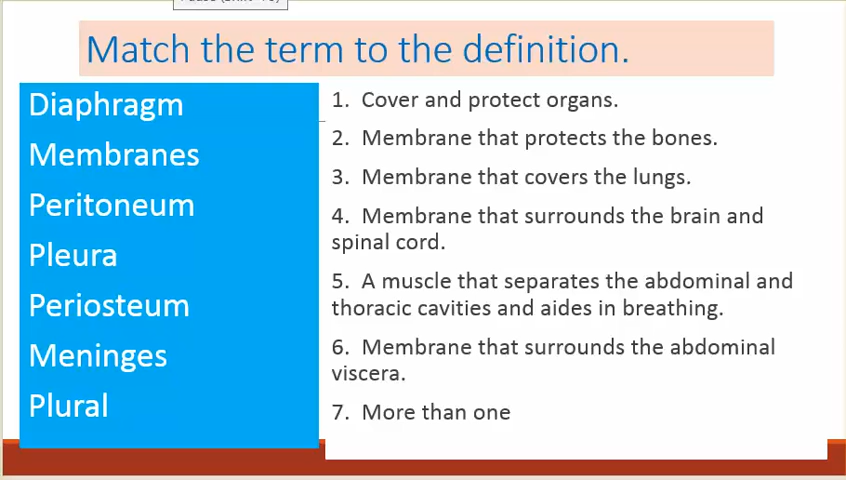 Match the term to the definition.
Diaphragm
Membranes
Peritoneum
Pleura
Periosteum
Meninges
Plural
1. Cover and protect organs.
2. Membrane that protects the bones.
3. Membrane that covers the lungs.
4. Membrane that surrounds the brain and
spinal cord.
5. A muscle that separates the abdominal and
thoracic cavities and aides in breathing.
6. Membrane that surrounds the abdominal
viscera.
7. More than one